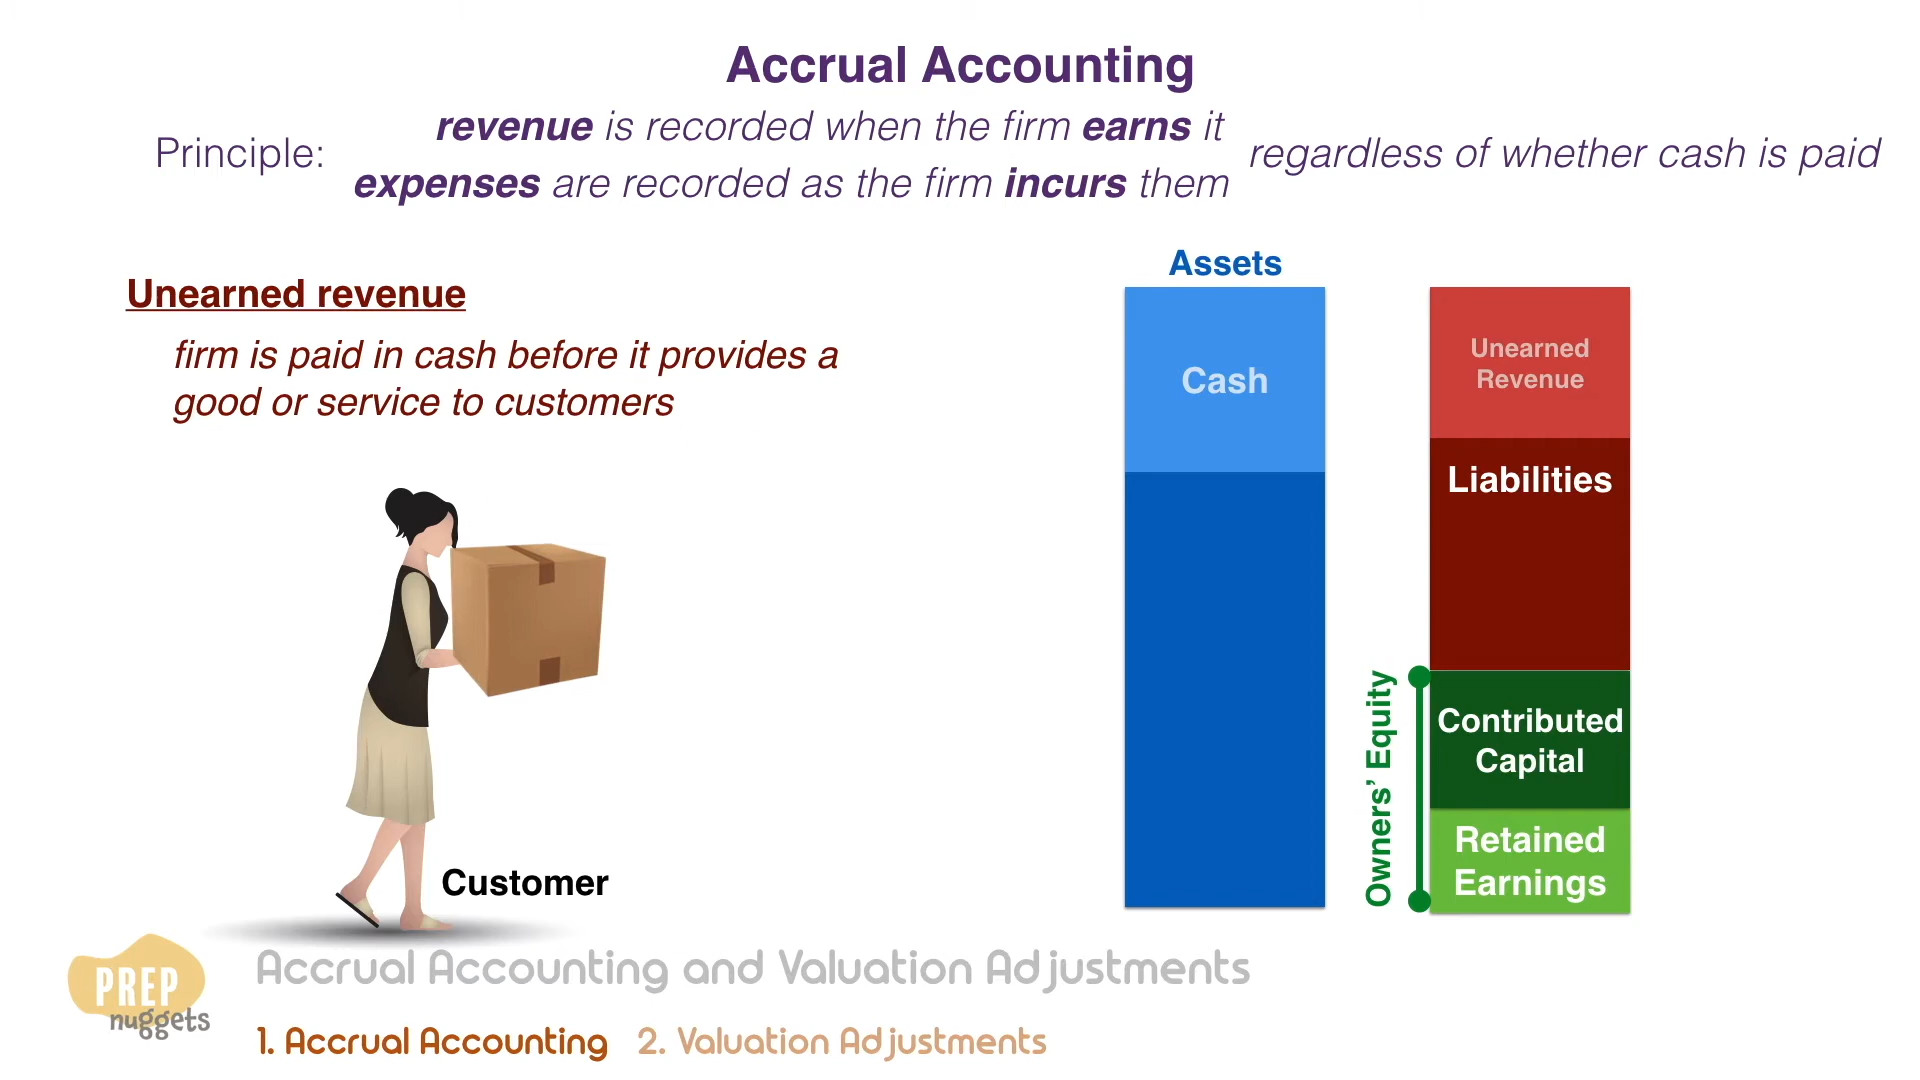 Accrual Accounting
Principle:
revenue is recorded when the firm earns it
expenses are recorded as the firm incurs them
regardless of whether cash is paid
Unearned revenue
firm is paid in cash before it provides a
good or service to customers
Customer
Assets
Cash
Unearned
Revenue
Liabilities
Owners’ Equity
Contributed
Capital
Retained
Earnings
PREP
nuggets
Accrual Accounting and Valuation Adjustments
1. Accrual Accounting 2. Valuation Adjustments